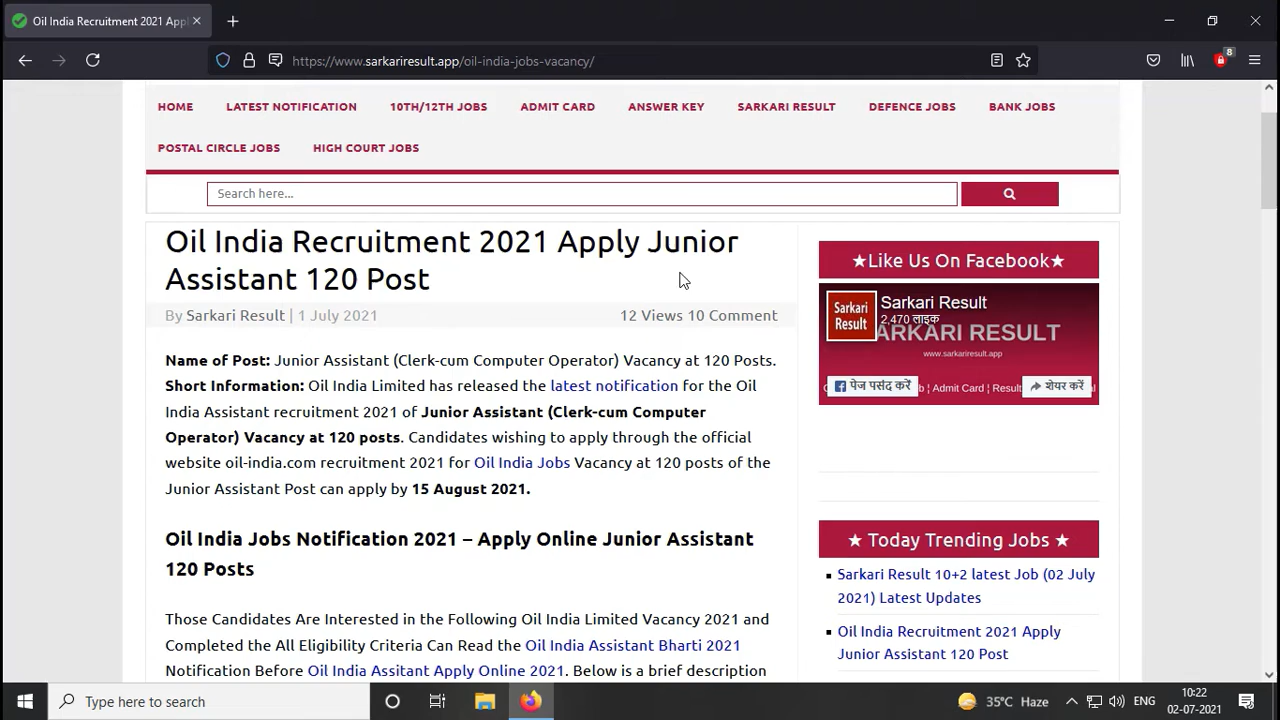 Oil India Recruitment 2021 Appl
https://www.sarkariresult.app/oil-india-jobs-vacancy/
8
HOME LATEST NOTIFICATION 10TH/12TH JOBS ADMIT CARD ANSWER KEY SARKARI RESULT DEFENCE JOBS BANK JOBS
POSTAL CIRCLE JOBS HIGH COURT JOBS
Search here...
Oil India Recruitment 2021 Apply Junior
Assistant 120 Post
By Sarkari Result | 1 July 2021 12 Views 10 Comment
Name of Post: Junior Assistant (Clerk-cum Computer Operator) Vacancy at 120 Posts.
Short Information: Oil India Limited has released the latest notification for the Oil
India Assistant recruitment 2021 of Junior Assistant (Clerk-cum Computer
Operator) Vacancy at 120 posts. Candidates wishing to apply through the official
website oil-india.com recruitment 2021 for Oil India Jobs Vacancy at 120 posts of the
Junior Assistant Post can apply by 15 August 2021.
Oil India Jobs Notification 2021 – Apply Online Junior Assistant
120 Posts
Those Candidates Are Interested in the Following Oil India Limited Vacancy 2021 and
Completed the All Eligibility Criteria Can Read the Oil India Assistant Bharti 2021
Notification Before Oil India Assitant Apply Online 2021. Below is a brief description
★Like Us On Facebook★
Sarkari Result
Sarkari Result
2,470 लाइक
ARKARI RESULT
www.sarkariresult.app
पेज पसंद करें
b ¦ Admit Card ¦ Resul
शेयर करें
★ Today Trending Jobs ★
Sarkari Result 10+2 latest Job (02 July
2021) Latest Updates
Oil India Recruitment 2021 Apply
Junior Assistant 120 Post
Type here to search
35°C Haze
ENG
10:22
02-07-2021